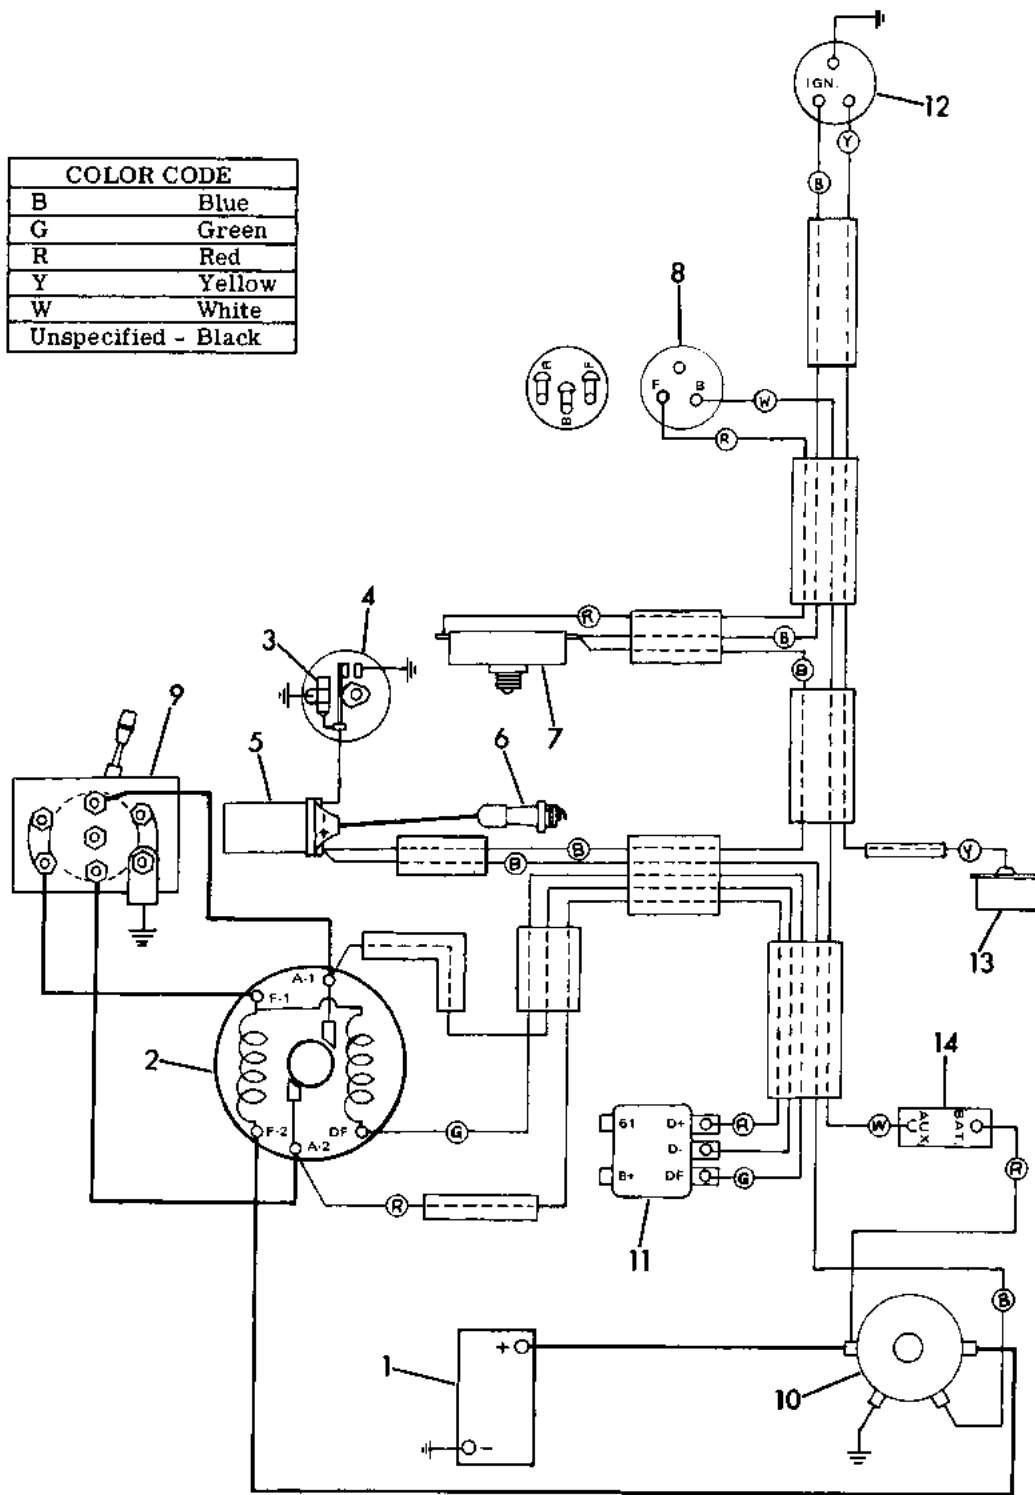 IGN.
12
Y
B
COLOR CODE
B Blue
G Green
R Red
Y Yellow
W White
Unspecified - Black
8
R F
B
F B
W
R
4
3
R
B
B
9
5
7
6
+
B
B
Y
13
A-1
F-1
2
F-2
A-2
DF
G
R
14
61 D+
R
D-
B+ DF
G
W
AUX.
BAT.
R
11
B
1
+
-
10